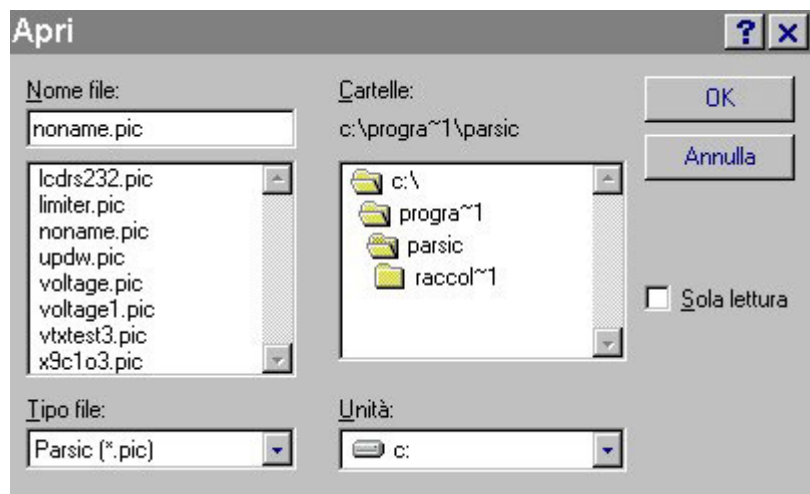 Apri
Nome file:
noname.pic
lcdrs232.pic
limiter.pic
noname.pic
updw.pic
voltage.pic
voltage1.pic
vtxtest3.pic
x9c1o3.pic
Tipo file:
Parsic (*.pic)
Cartelle:
c:\progra~1\parsic
c:\
progra~1
parsic
raccol~1
Unità:
c:
OK
Annulla
Sola lettura